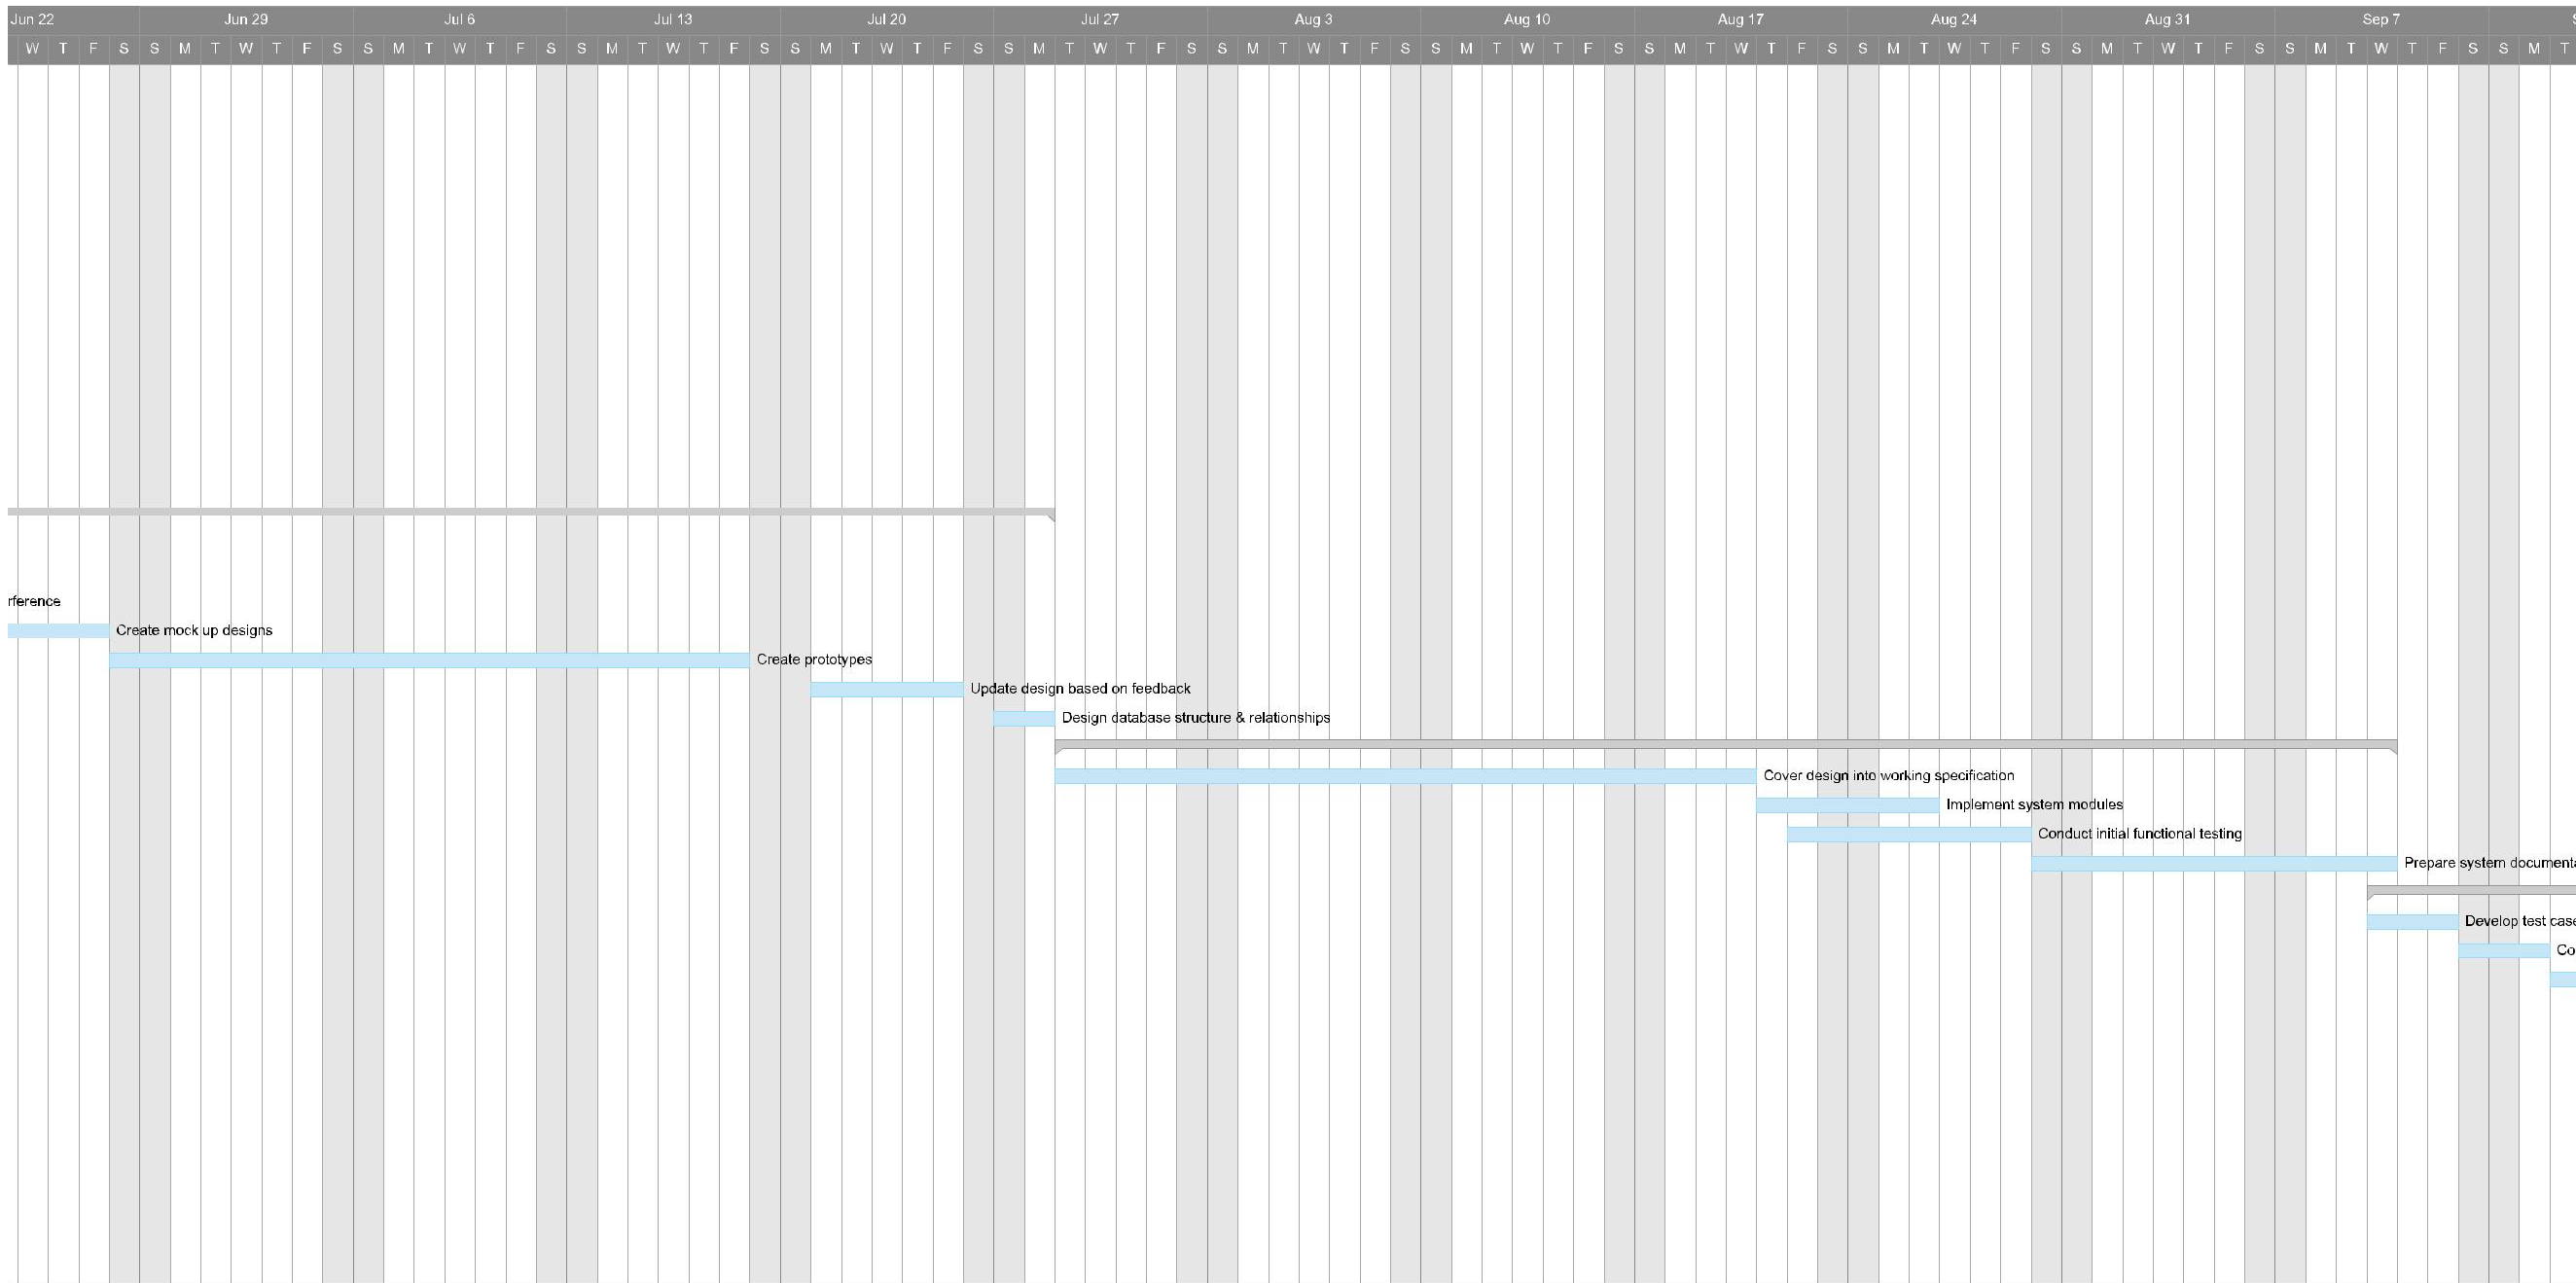 Jun 22 Jun 29 Jul 6 Jul 13 Jul 20 Jul 27 Aug 3 Aug 10 Aug 17 Aug 24 Aug 31 Sep 7 S
W T F S S M T W T F S S M T W T F S S M T W T F S S M T W T F S S M T W T F S S M T W T F S S M T W T F S S M T W T F S S M T W T F S S M T W T F S S M T W T F S S M T
rference
Create mock up designs
Create prototypes
Update design based on feedback
Design database structure & relationships
Cover design into working specification
Implement system modules
Conduct initial functional testing
Prepare system documenta
Develop test case
Co